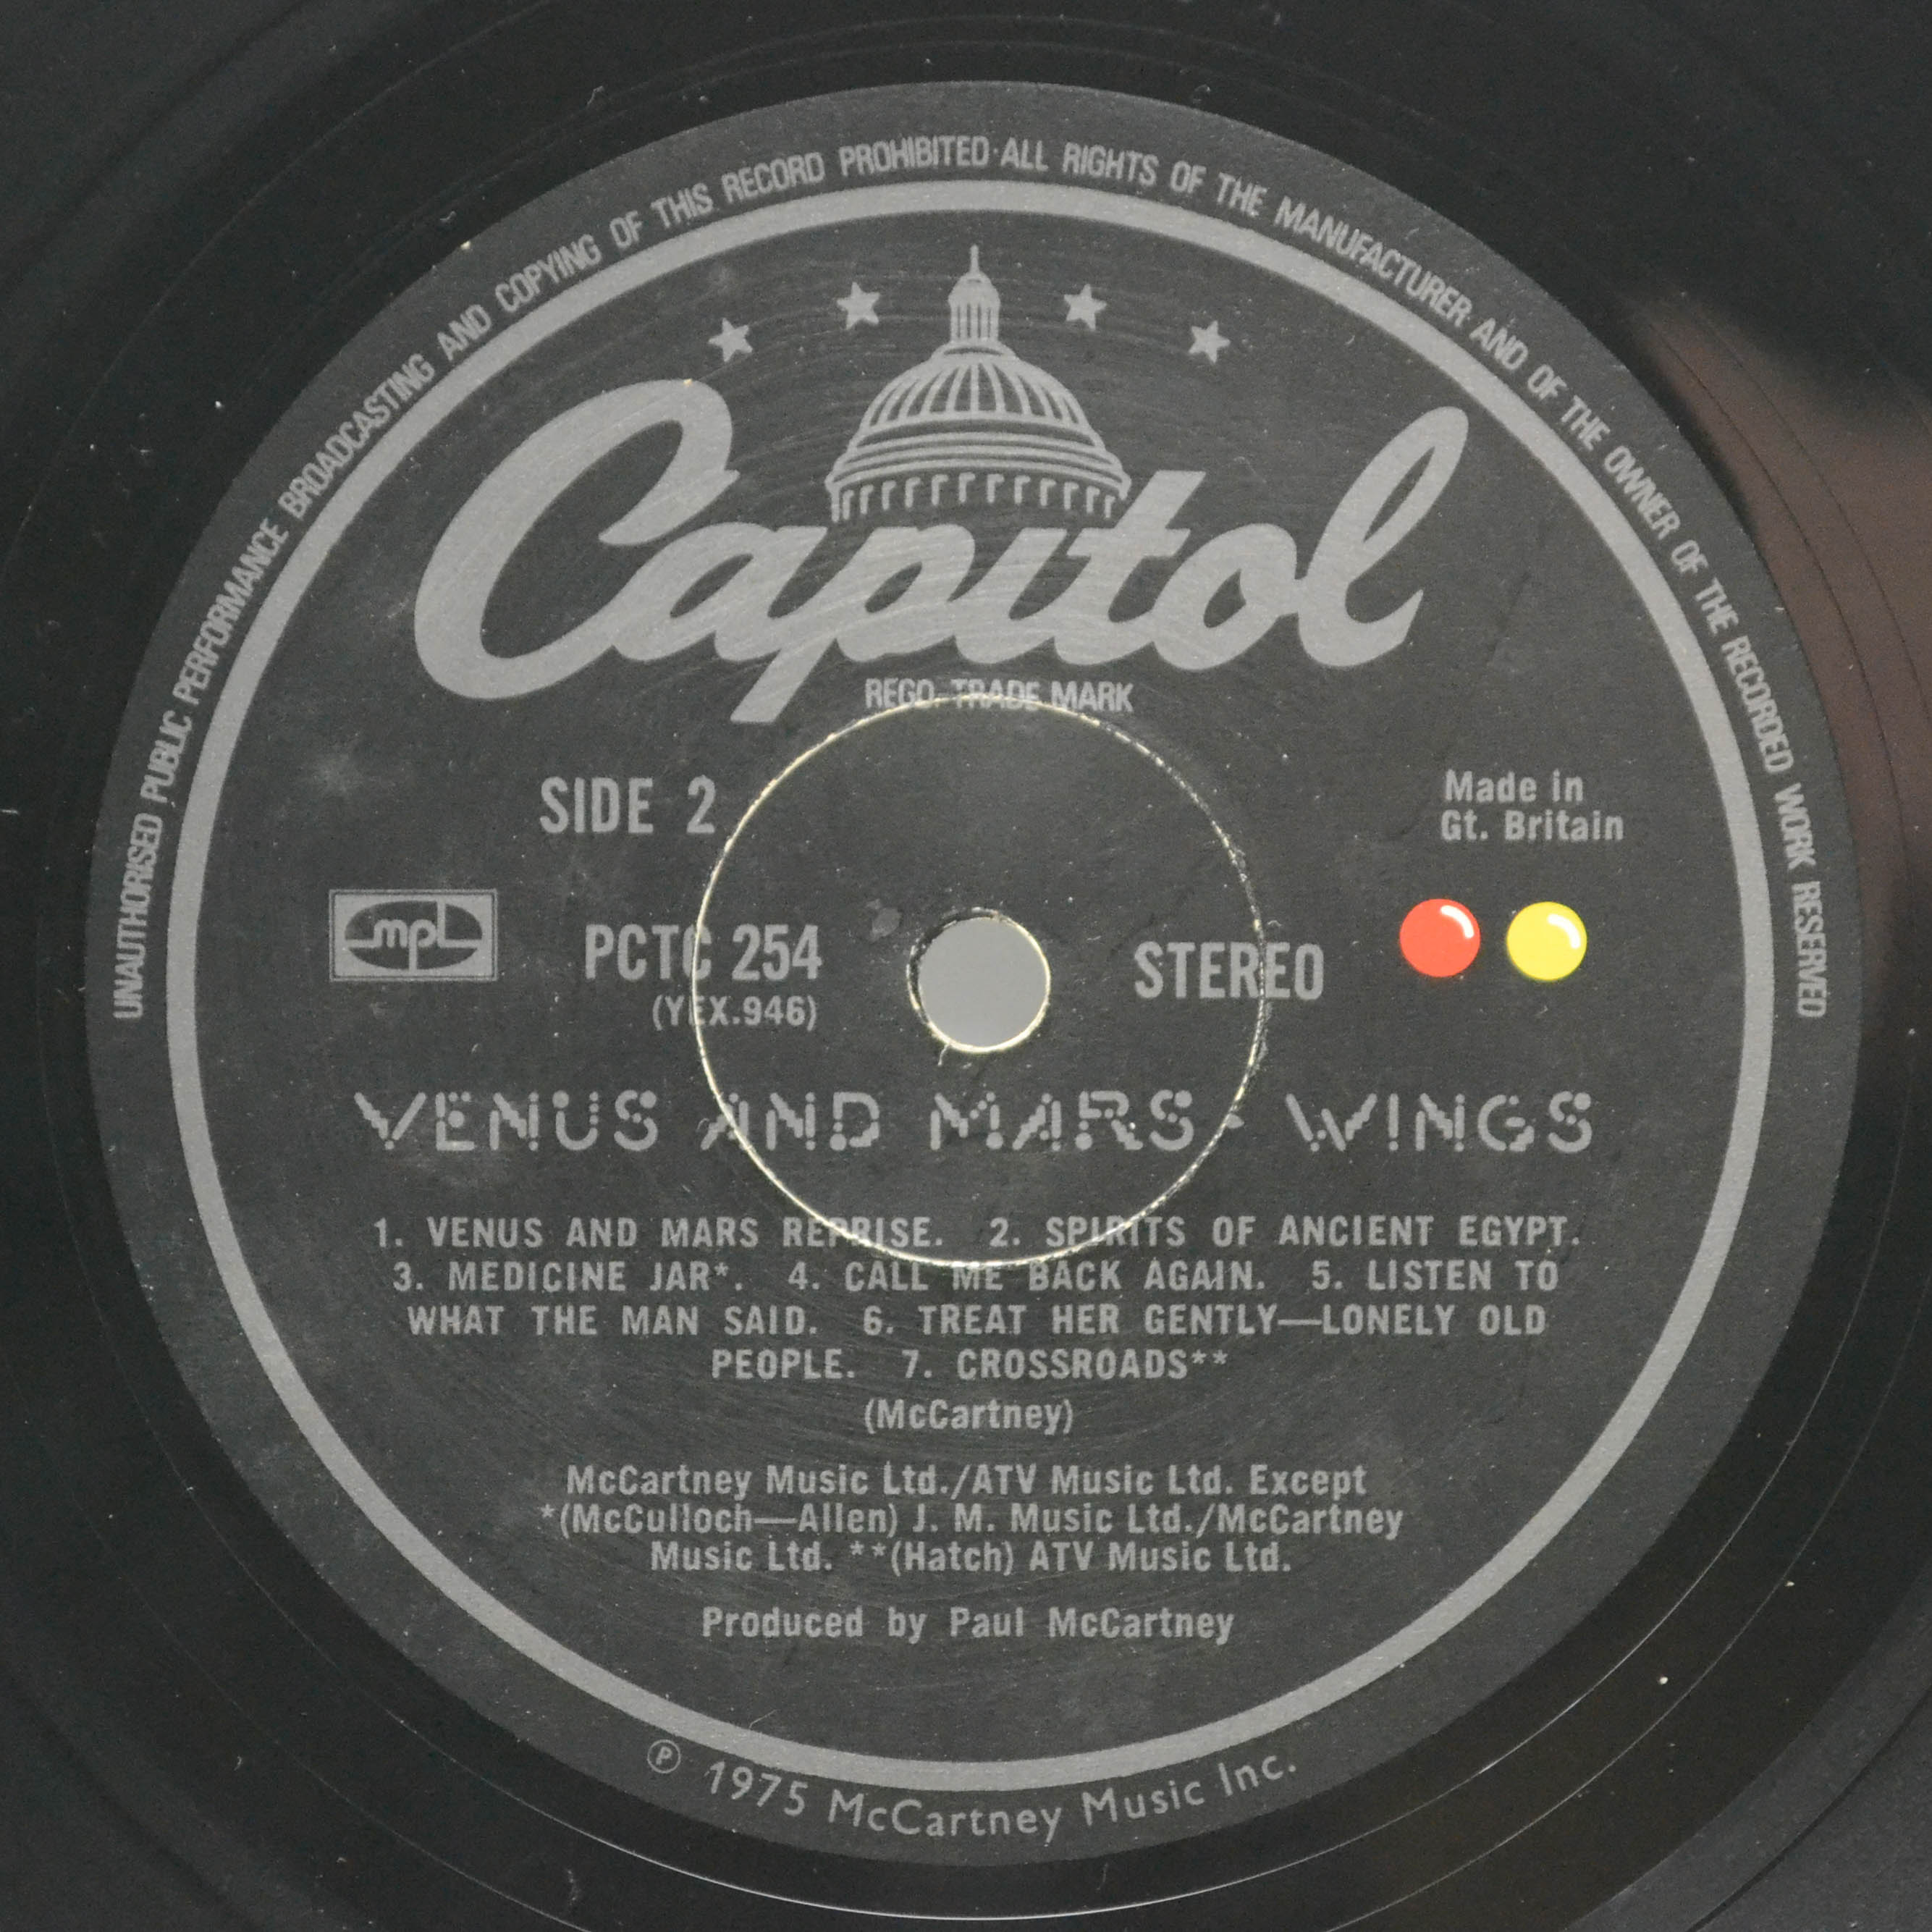 UNAUTHORISED PUBLIC PERFORMANCE BROADCASTING AND COPYING OF THIS RECORD PROHIBITED·ALL RIGHTS OF THE MANUFACTURER AND OF THE OWNER OF THE RECORDED WORK RESERVED
Capitol
REGD. TRADE MARK
SIDE 2
Made in
Gt. Britain
mpl
PCTC 254
STEREO
(YEX.946)
VENUS AND MARS · WINGS
1. VENUS AND MARS REPRISE. 2. SPIRITS OF ANCIENT EGYPT.
3. MEDICINE JAR*. 4. CALL ME BACK AGAIN. 5. LISTEN TO
WHAT THE MAN SAID. 6. TREAT HER GENTLY—LONELY OLD
PEOPLE. 7. CROSSROADS**
(McCartney)
McCartney Music Ltd./ATV Music Ltd. Except
*(McCulloch—Allen) J. M. Music Ltd./McCartney
Music Ltd. **(Hatch) ATV Music Ltd.
Produced by Paul McCartney
℗ 1975 McCartney Music Inc.